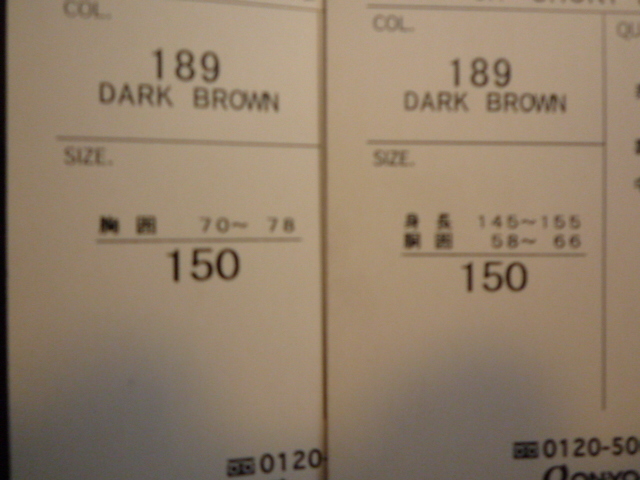 COL.
189
DARK BROWN
SIZE.
胸囲 70～ 78
150
0120-
COL.
189
DARK BROWN
SIZE.
身長 145～155
胴囲 58～ 66
150
0120-50